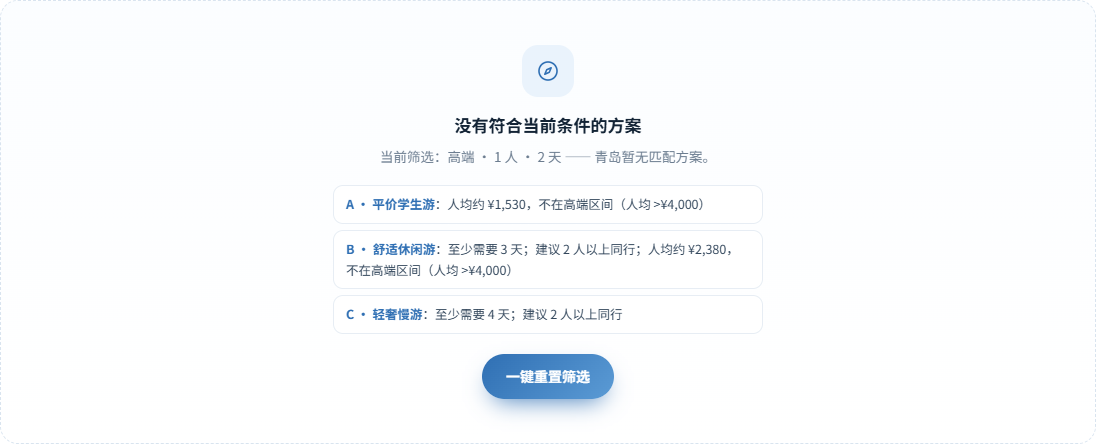 没有符合当前条件的方案
当前筛选：高端 · 1 人 · 2 天 —— 青岛暂无匹配方案。
A · 平价学生游：人均约 ¥1,530，不在高端区间（人均 >¥4,000）
B · 舒适休闲游：至少需要 3 天；建议 2 人以上同行；人均约 ¥2,380，
不在高端区间（人均 >¥4,000）
C · 轻奢慢游：至少需要 4 天；建议 2 人以上同行
一键重置筛选